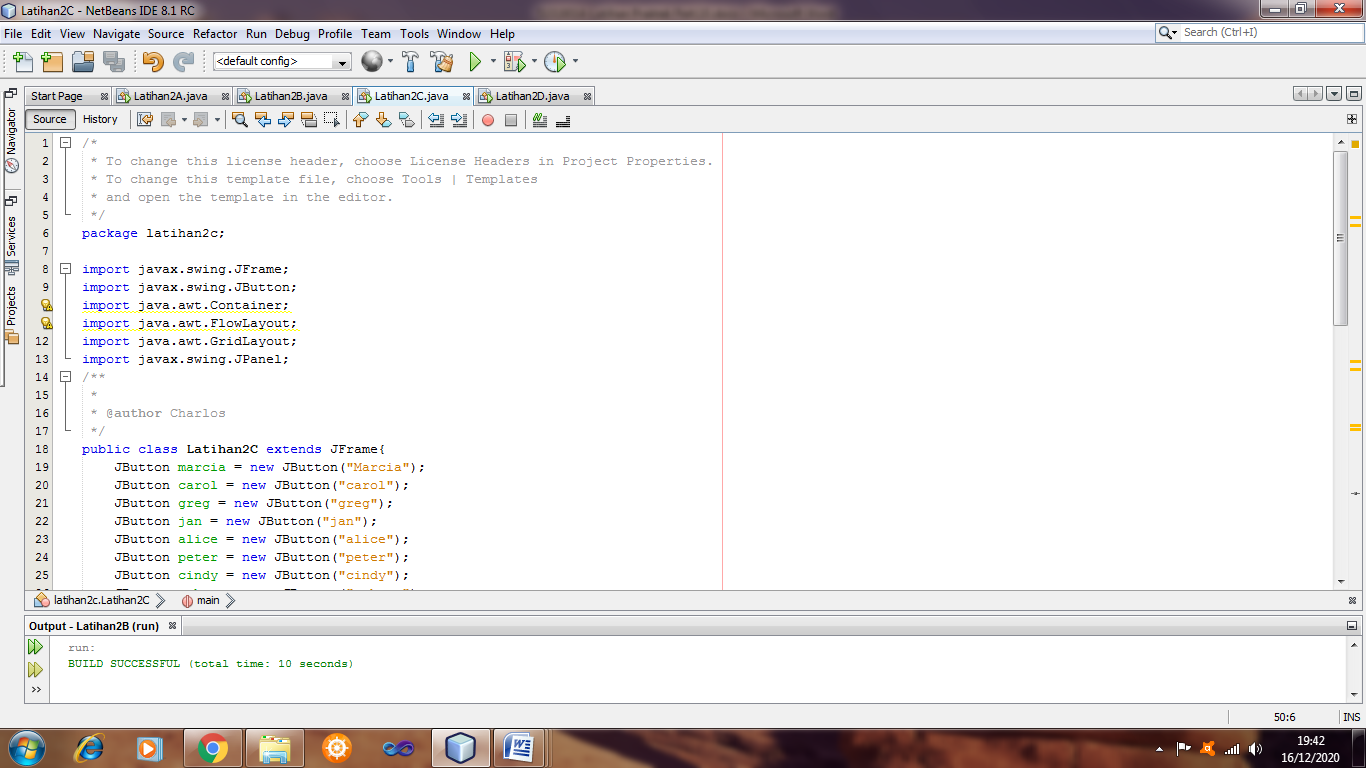 Latihan2C - NetBeans IDE 8.1 RC
File Edit View Navigate Source Refactor Run Debug Profile Team Tools Window Help
Search (Ctrl+I)
<default config>
Start Page Latihan2A.java Latihan2B.java Latihan2C.java Latihan2D.java
Source History
Navigator
Services
Projects
1 /*
2 * To change this license header, choose License Headers in Project Properties.
3 * To change this template file, choose Tools | Templates
4 * and open the template in the editor.
5 */
6 package latihan2c;
7
8 import javax.swing.JFrame;
9 import javax.swing.JButton;
import java.awt.Container;
import java.awt.FlowLayout;
12 import java.awt.GridLayout;
13 import javax.swing.JPanel;
14 /**
15 *
16 * @author Charlos
17 */
18 public class Latihan2C extends JFrame{
19 JButton marcia = new JButton("Marcia");
20 JButton carol = new JButton("carol");
21 JButton greg = new JButton("greg");
22 JButton jan = new JButton("jan");
23 JButton alice = new JButton("alice");
24 JButton peter = new JButton("peter");
25 JButton cindy = new JButton("cindy");
latihan2c.Latihan2C main
Output - Latihan2B (run)
run:
BUILD SUCCESSFUL (total time: 10 seconds)
50:6 INS
19:42
16/12/2020